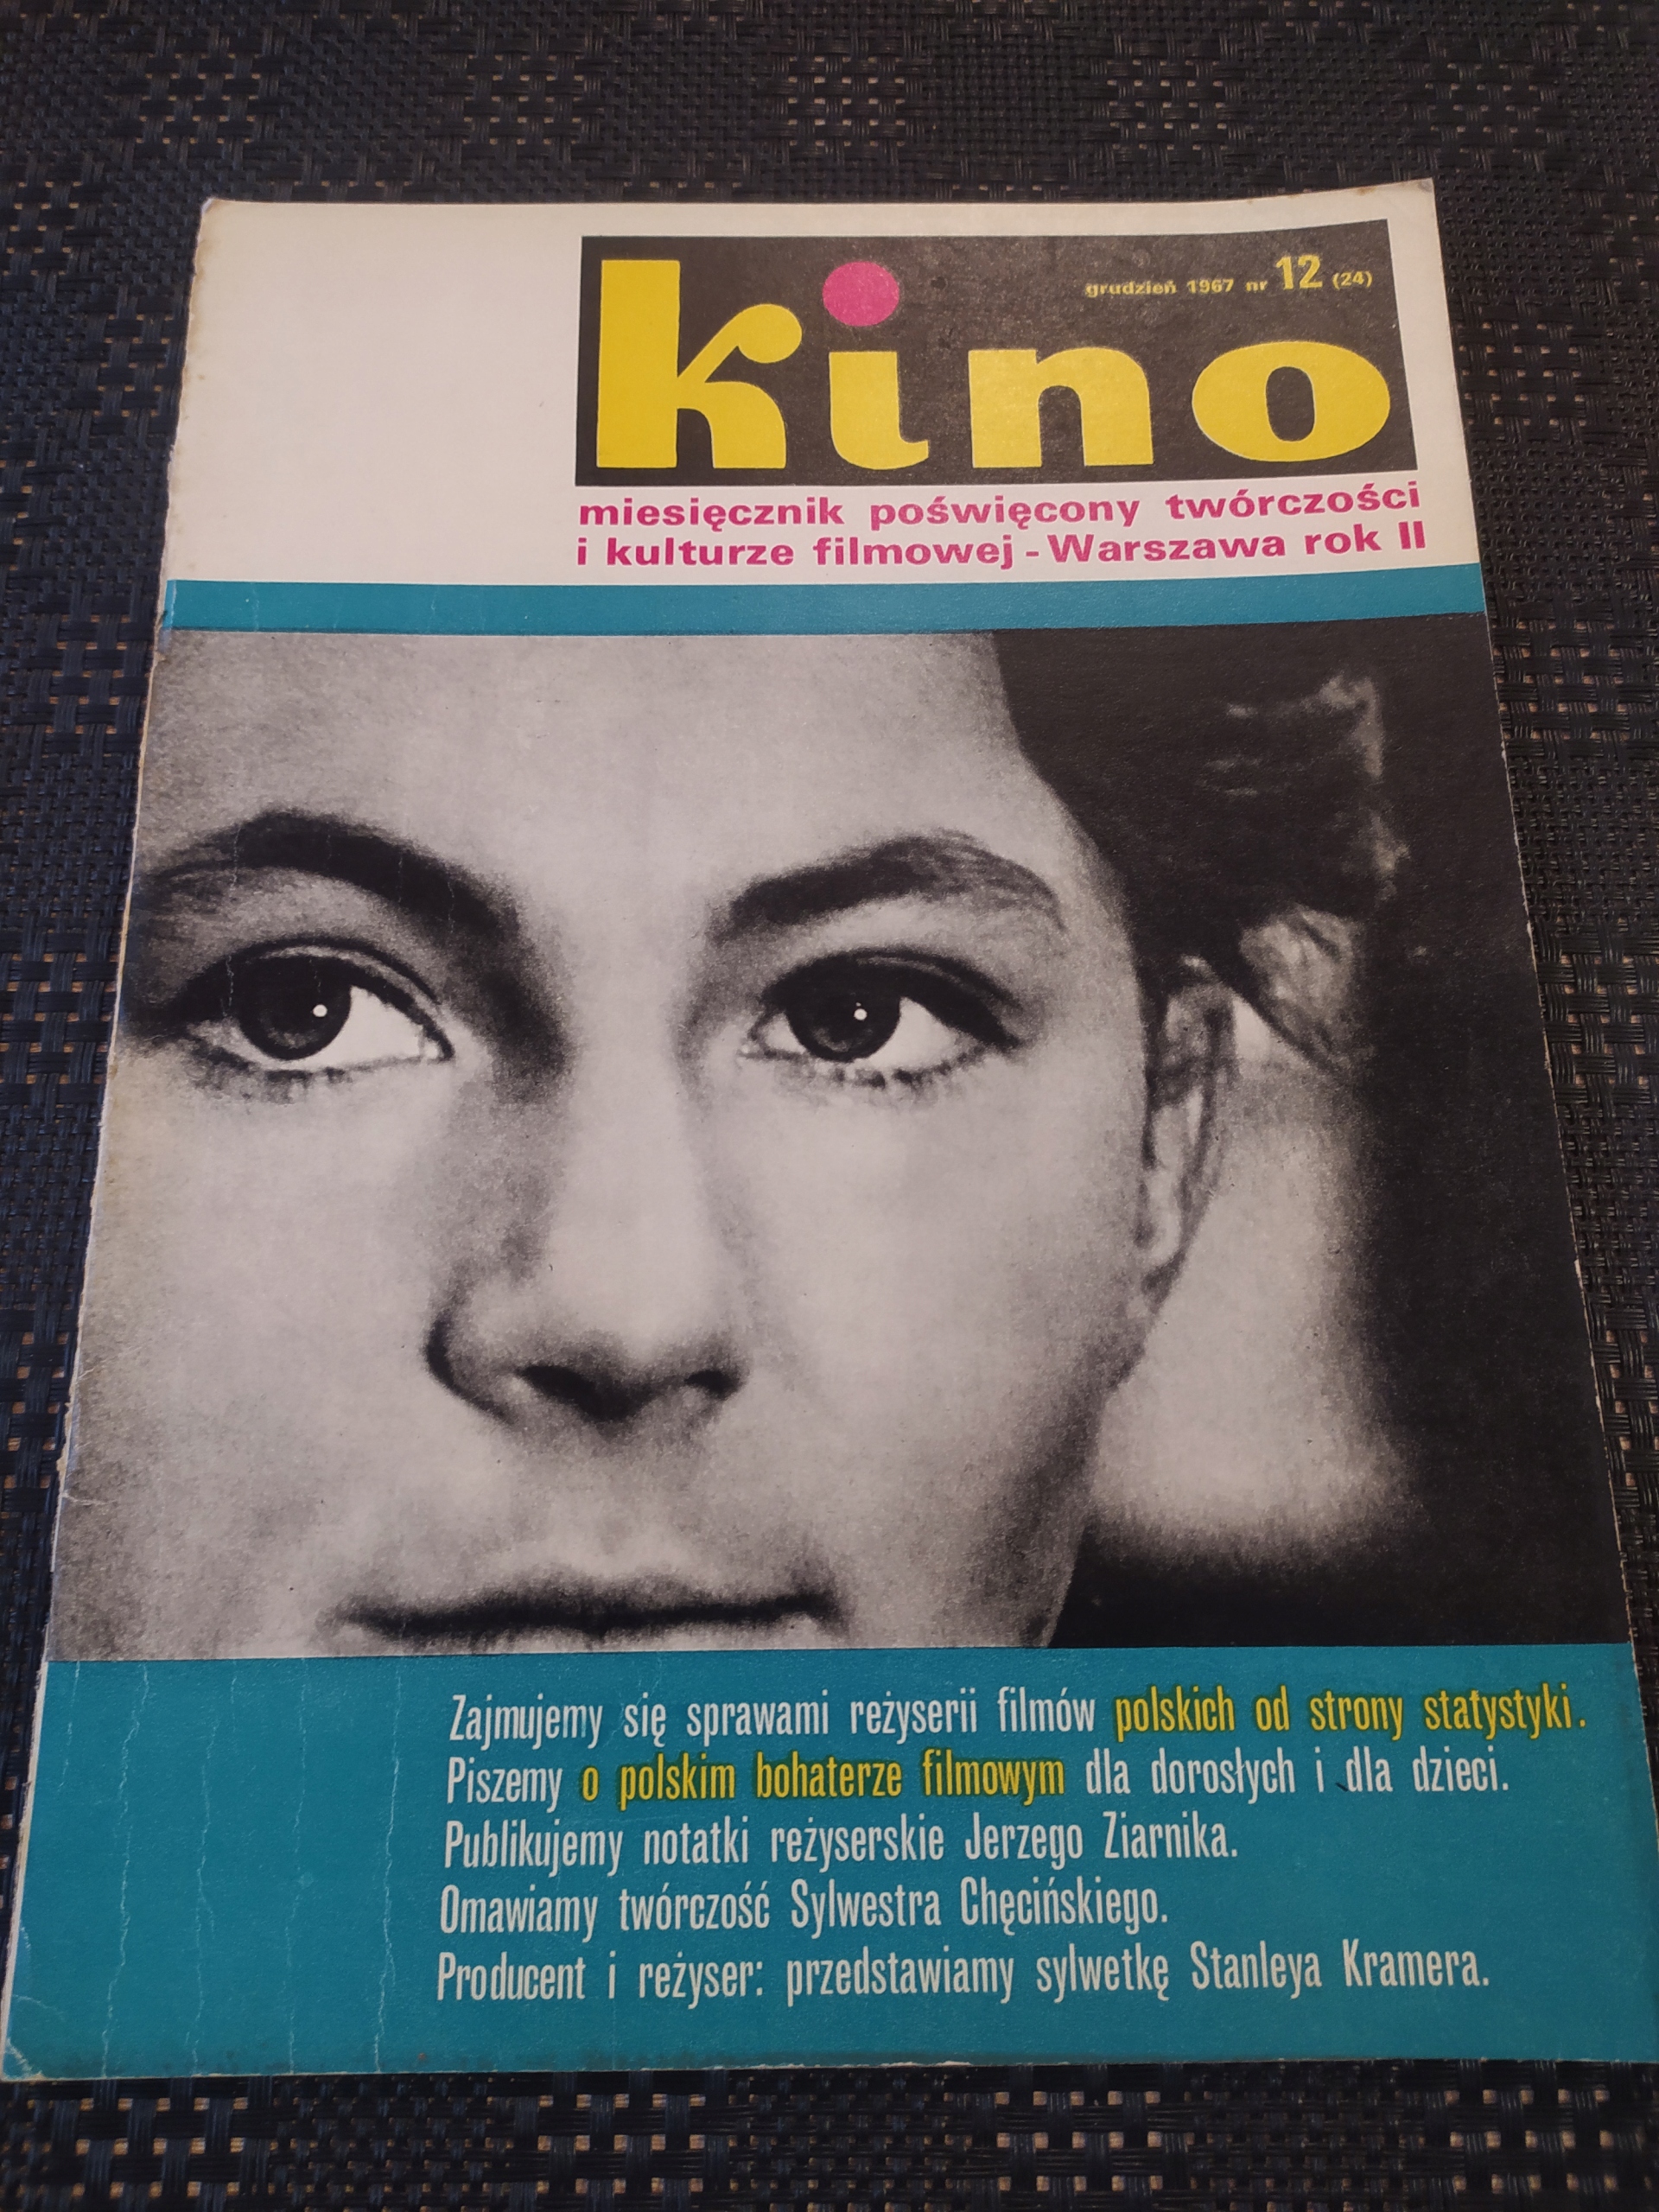 grudzień 1967 nr 12 (24)
kino
miesięcznik poświęcony twórczości
i kulturze filmowej - Warszawa rok II
Zajmujemy się sprawami reżyserii filmów polskich od strony statystyki.
Piszemy o polskim bohaterze filmowym dla dorosłych i dla dzieci.
Publikujemy notatki reżyserskie Jerzego Ziarnika.
Omawiamy twórczość Sylwestra Chęcińskiego.
Producent i reżyser: przedstawiamy sylwetkę Stanleya Kramera.